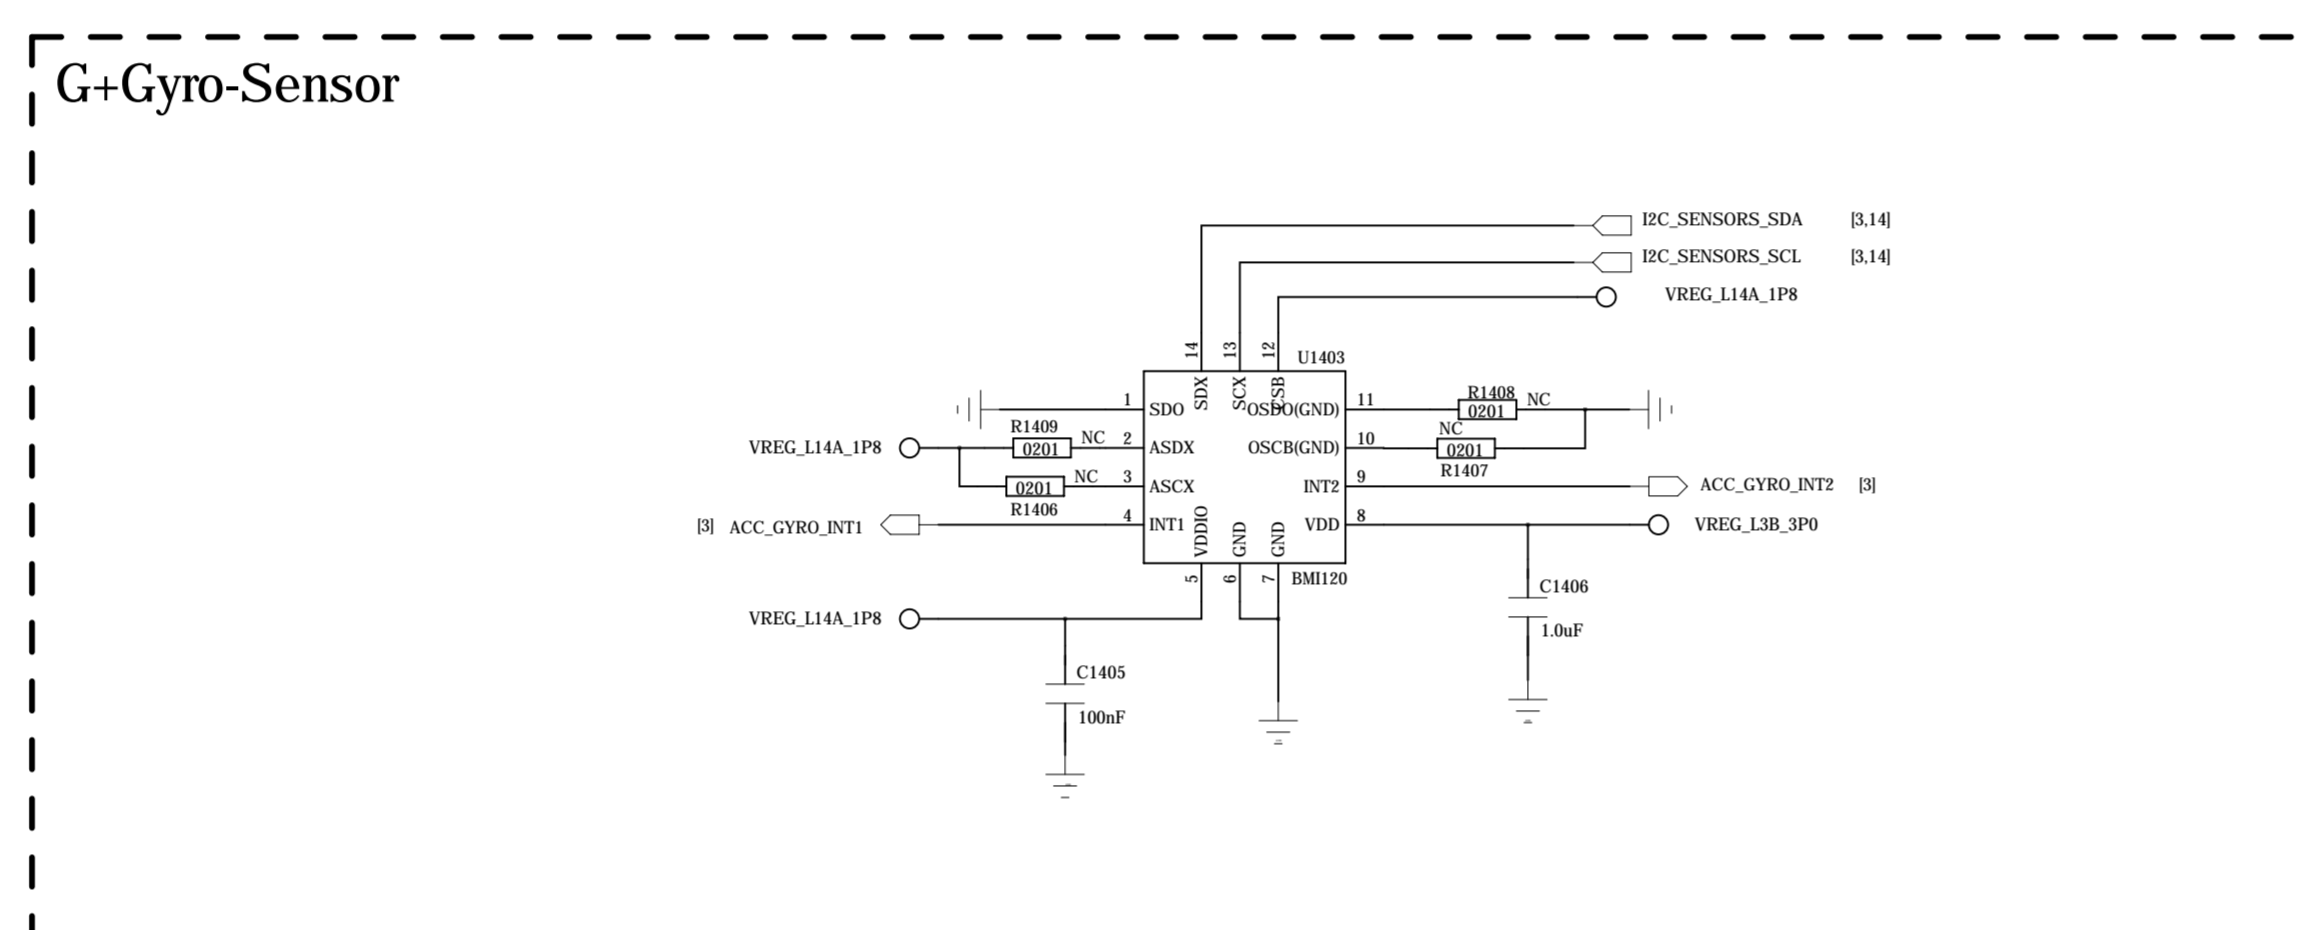 G+Gyro-Sensor
I2C_SENSORS_SDA [3,14]
I2C_SENSORS_SCL [3,14]
VREG_L14A_1P8
14 13 12 U1403
SDX SCX CSB
1 SDO OSDO(GND) 11 R1408 0201 NC
VREG_L14A_1P8 R1409 0201 NC 2 ASDX OSCB(GND) 10 NC 0201 R1407
0201 NC R1406 3 ASCX INT2 9 ACC_GYRO_INT2 [3]
[3] ACC_GYRO_INT1 4 INT1 VDD 8 VREG_L3B_3P0
VDDIO GND GND
5 6 7 BMI120
C1406
1.0uF
VREG_L14A_1P8
C1405
100nF